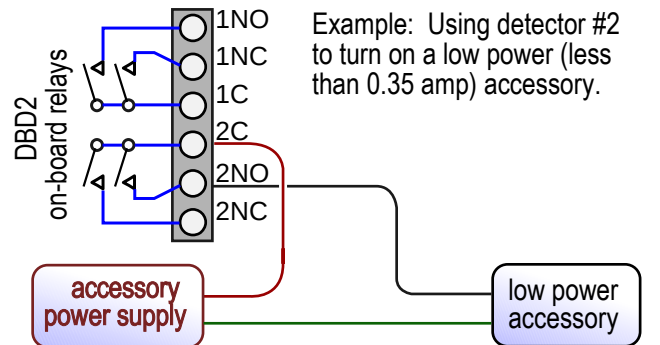 1NO
1NC
1C
2C
2NO
2NC
DBD2
on-board relays
Example:  Using detector #2
to turn on a low power (less
than 0.35 amp) accessory.
accessory
power supply
low power
accessory